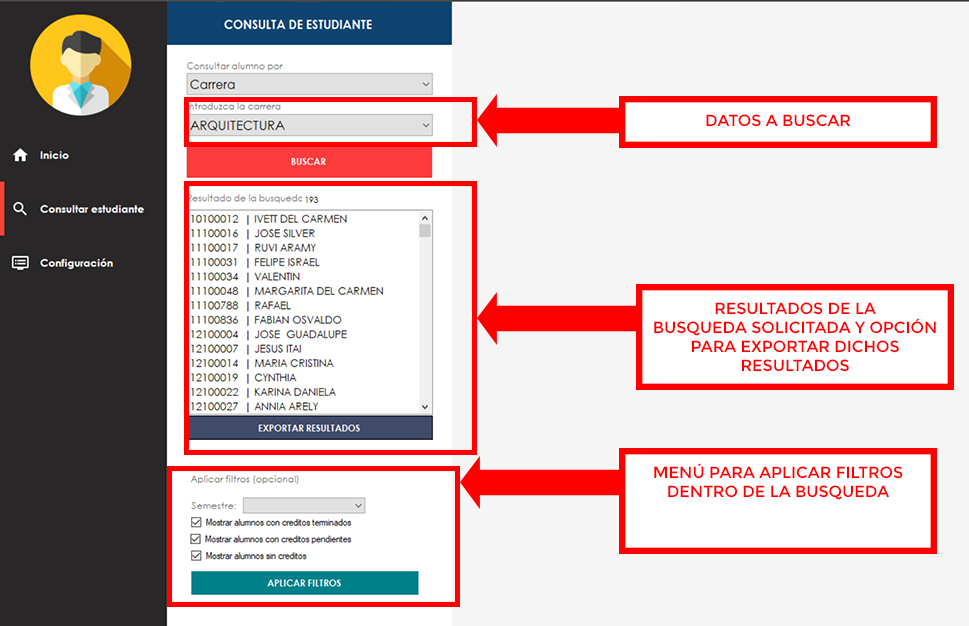 CONSULTA DE ESTUDIANTE
Inicio
Consultar estudiante
Configuración
Consultar alumno por
Carrera
ntroduzca la carrera
ARQUITECTURA
BUSCAR
Resultado de la busquedc 193
10100012 | IVETT DEL CARMEN
11100016 | JOSE SILVER
11100017 | RUVI ARAMY
11100031 | FELIPE ISRAEL
11100034 | VALENTIN
11100048 | MARGARITA DEL CARMEN
11100788 | RAFAEL
11100836 | FABIAN OSVALDO
12100004 | JOSE  GUADALUPE
12100007 | JESUS ITAI
12100014 | MARIA CRISTINA
12100019 | CYNTHIA
12100022 | KARINA DANIELA
12100027 | ANNIA ARELY
EXPORTAR RESULTADOS
Aplicar filtros (opcional)
Semestre:
Mostrar alumnos con creditos terminados
Mostrar alumnos con creditos pendientes
Mostrar alumnos sin creditos
APLICAR FILTROS
DATOS A BUSCAR
RESULTADOS DE LA
BUSQUEDA SOLICITADA Y OPCIÓN
PARA EXPORTAR DICHOS
RESULTADOS
MENÚ PARA APLICAR FILTROS
DENTRO DE LA BUSQUEDA